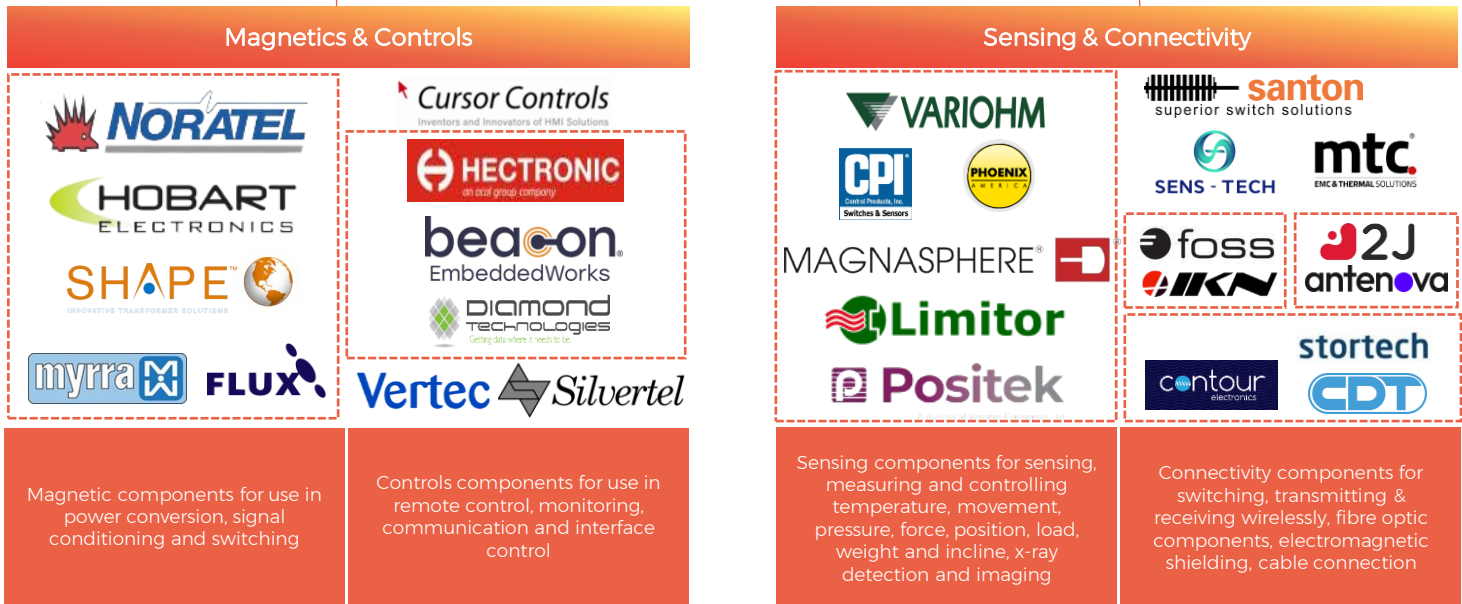 Magnetics & Controls
NORATEL
HOBART
ELECTRONICS
SHAPE™
INNOVATIVE TRANSFORMER SOLUTIONS
myrra
FLUX
Cursor Controls
Inventors and Innovators of HMI Solutions
HECTRONIC
an acal group company
beacon®
EmbeddedWorks
DIAMOND
TECHNOLOGIES
Getting data where it needs to be.
Vertec
Silvertel
Magnetic components for use in
power conversion, signal
conditioning and switching
Controls components for use in
remote control, monitoring,
communication and interface
control
Sensing & Connectivity
VARIOHM
CPI®
Control Products, Inc.
Switches & Sensors
PHOENIX
AMERICA
MAGNASPHERE®
Limitor
Positek
santon
superior switch solutions
SENS - TECH
mtc®
EMC & THERMAL SOLUTIONS
foss
IKN
2J
antenova
stortech
contour
electronics
CDT
Sensing components for sensing,
measuring and controlling
temperature, movement,
pressure, force, position, load,
weight and incline, x-ray
detection and imaging
Connectivity components for
switching, transmitting &
receiving wirelessly, fibre optic
components, electromagnetic
shielding, cable connection